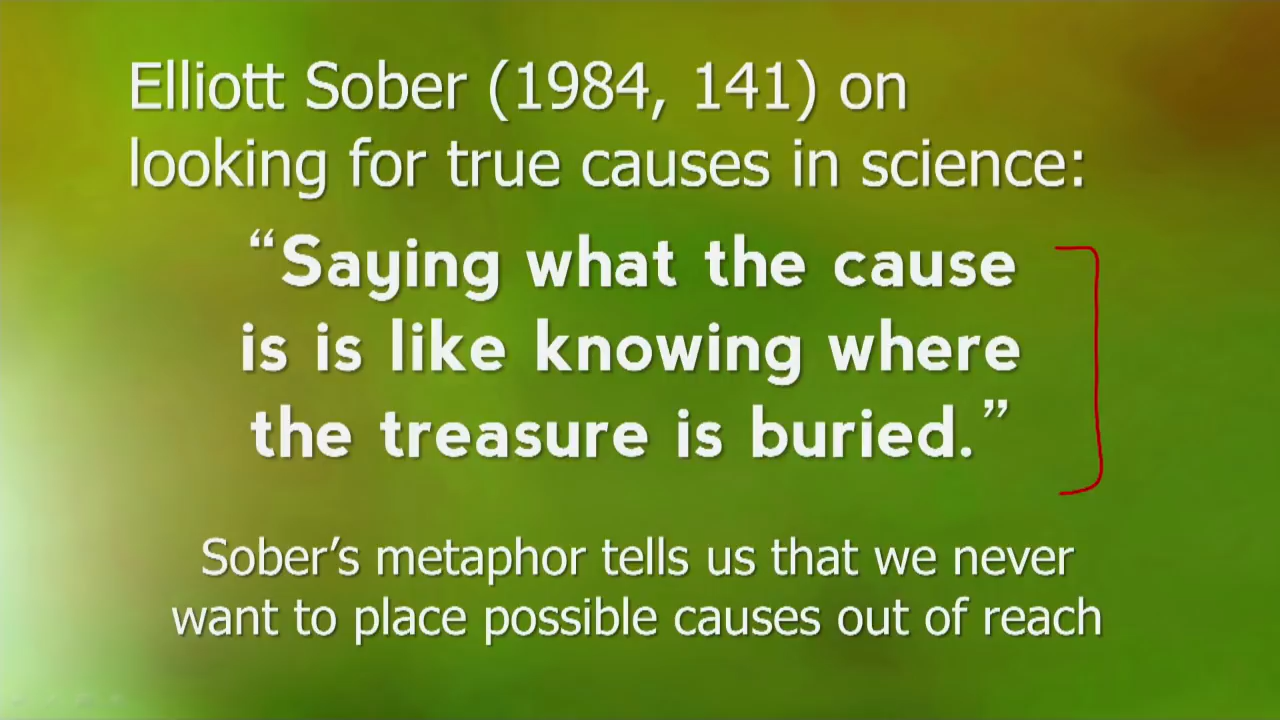 Elliott Sober (1984, 141) on
looking for true causes in science:
“Saying what the cause
is is like knowing where
the treasure is buried.”
Sober’s metaphor tells us that we never
want to place possible causes out of reach